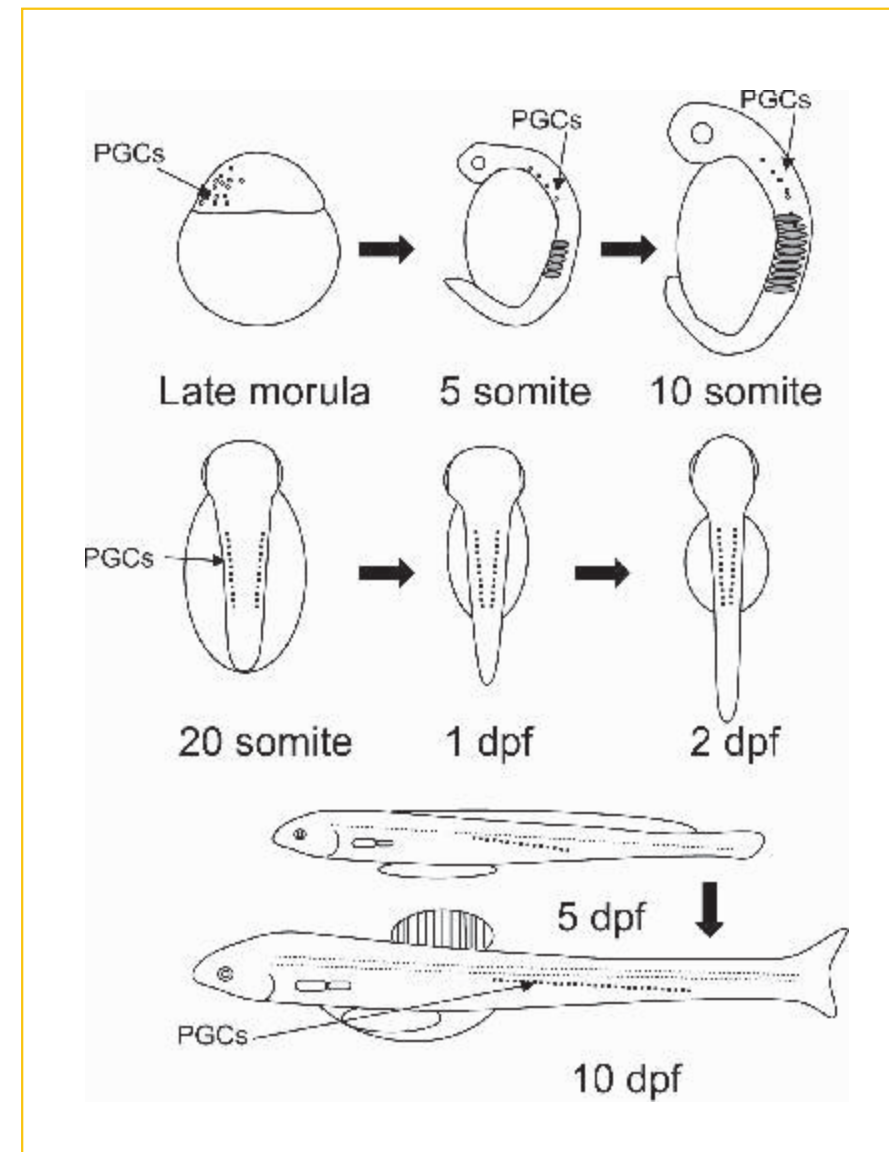 PGCs
PGCs
PGCs
Late morula
5 somite
10 somite
PGCs
20 somite
1 dpf
2 dpf
5 dpf
PGCs
10 dpf